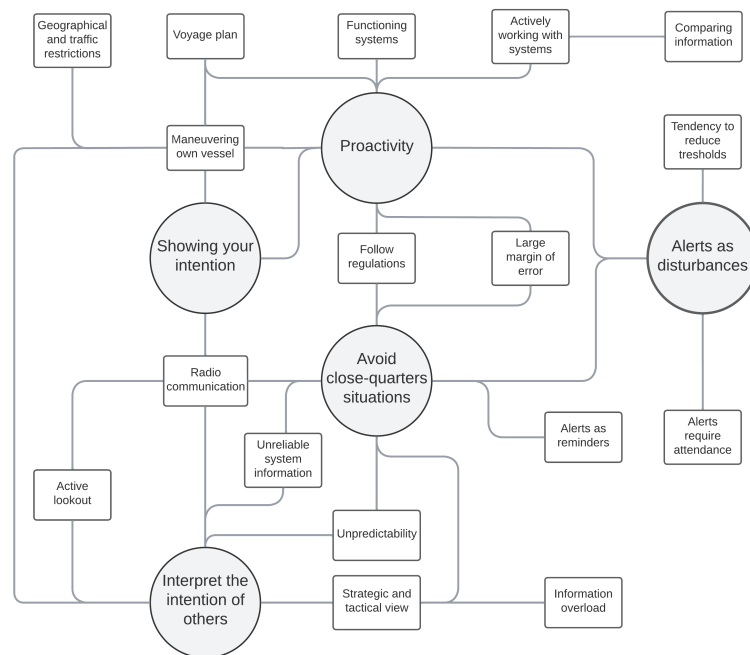 Geographical
and traffic
restrictions
Voyage plan
Functioning
systems
Actively
working with
systems
Comparing
information
Maneuvering
own vessel
Proactivity
Tendency to
reduce
tresholds
Showing your
intention
Follow
regulations
Large
margin of
error
Alerts as
disturbances
Radio
communication
Avoid
close-quarters
situations
Unreliable
system
information
Alerts as
reminders
Alerts
require
attendance
Active
lookout
Unpredictability
Interpret the
intention of
others
Strategic and
tactical view
Information
overload